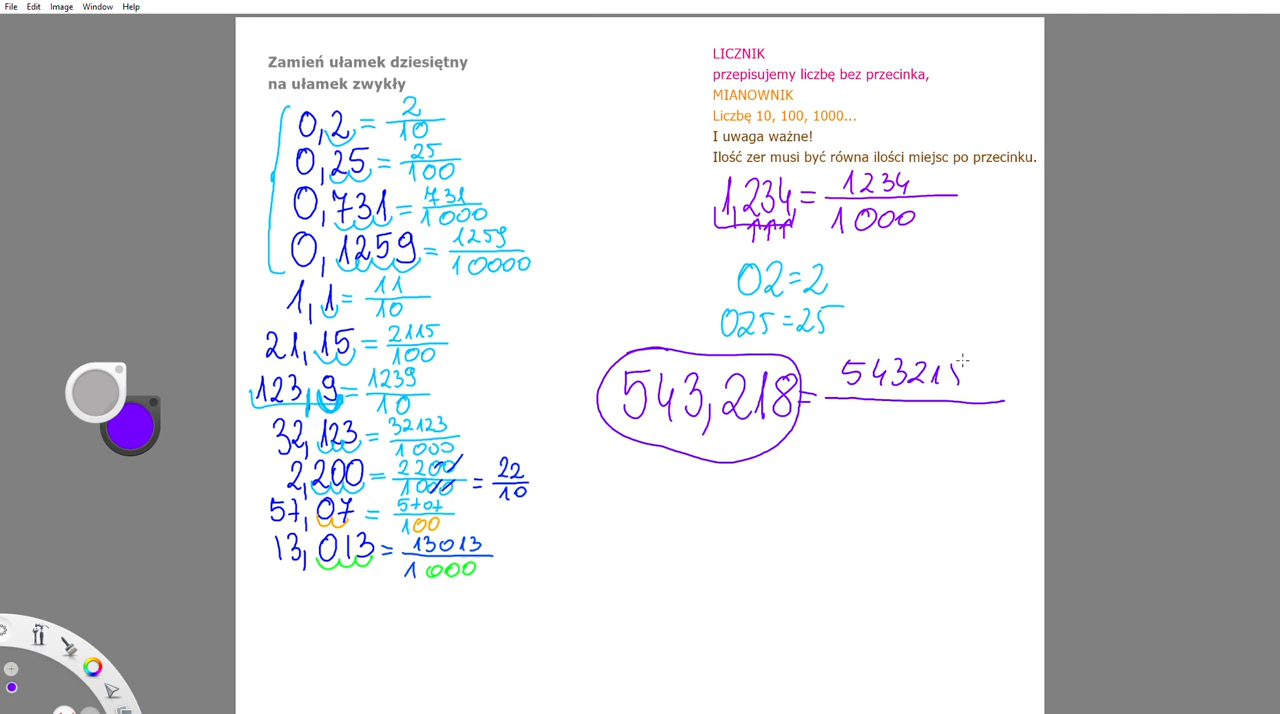 File Edit Image Window Help
Zamień ułamek dziesiętny
na ułamek zwykły
0,2 = 2/10
0,25 = 25/100
0,731 = 731/1000
0,1259 = 1259/10000
1,1 = 11/10
21,15 = 2115/100
123,9 = 1239/10
32,123 = 32123/1000
2,200 = 2200/1000 = 22/10
57,07 = 5707/100
13,013 = 13013/1000
LICZNIK
przepisujemy liczbę bez przecinka,
MIANOWNIK
Liczbę 10, 100, 1000...
I uwaga ważne!
Ilość zer musi być równa ilości miejsc po przecinku.
1,234 = 1234/1000
02=2
025=25
543,218 = 54321